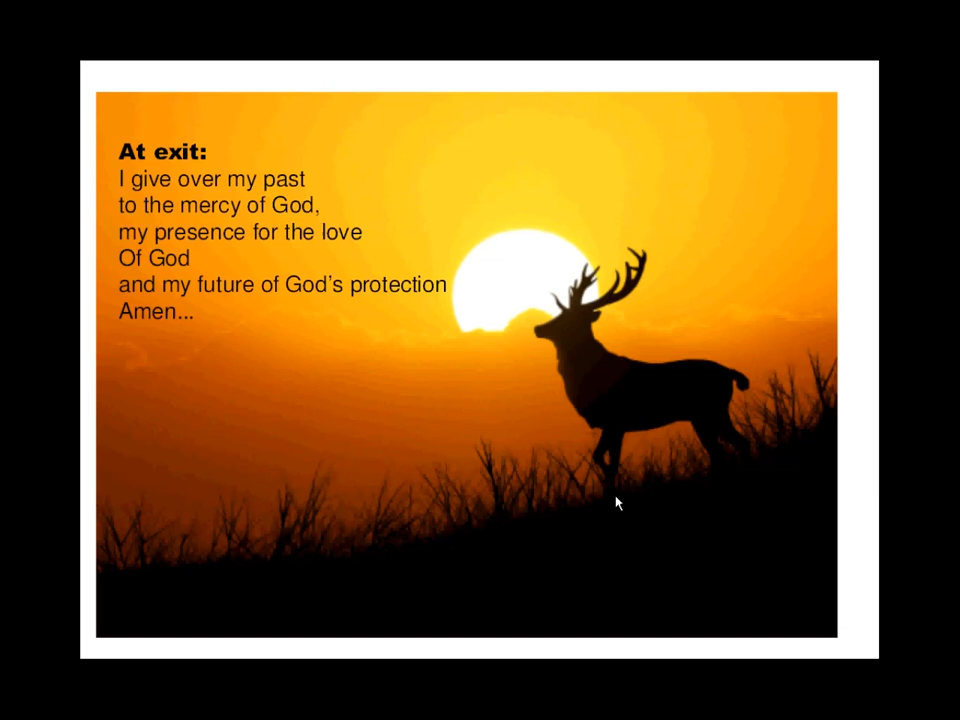 At exit:
I give over my past
to the mercy of God,
my presence for the love
Of God
and my future of God’s protection
Amen...